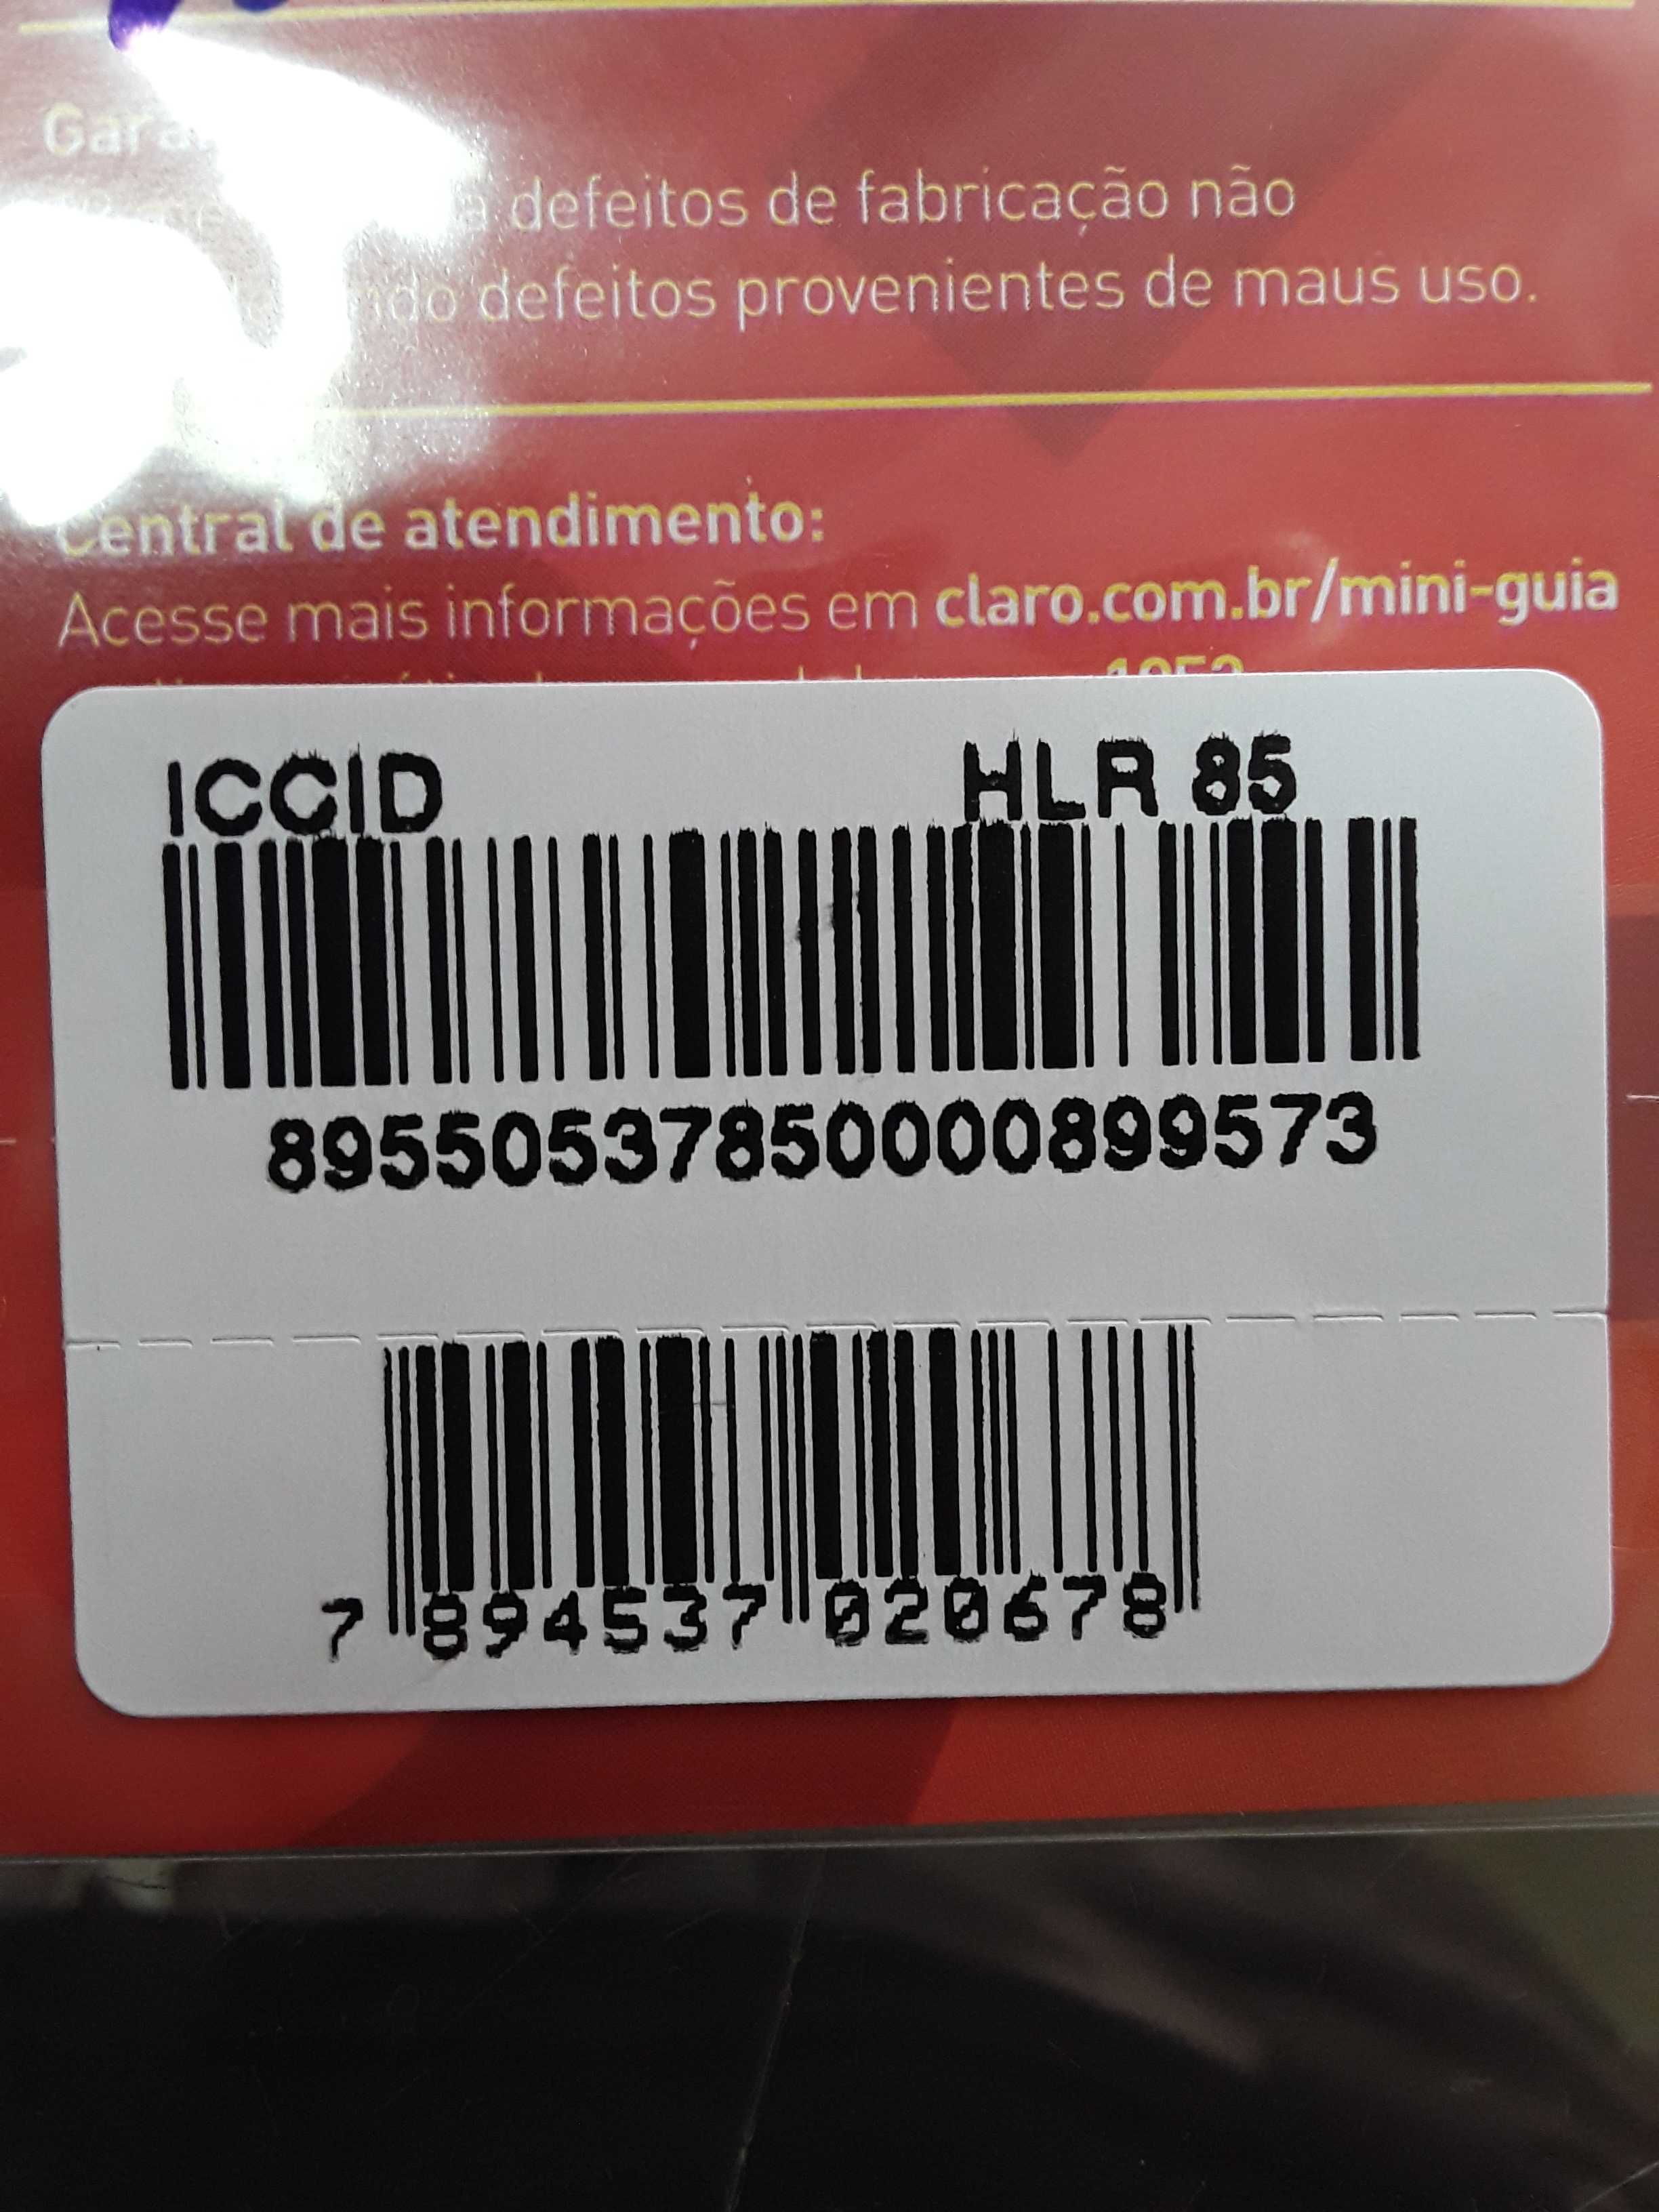 defeitos de fabricação não
defeitos provenientes de maus uso.
Central de atendimento:
Acesse mais informações em claro.com.br/mini-guia
ICCID HLR 85
89550537850000899573
7 894537 020678